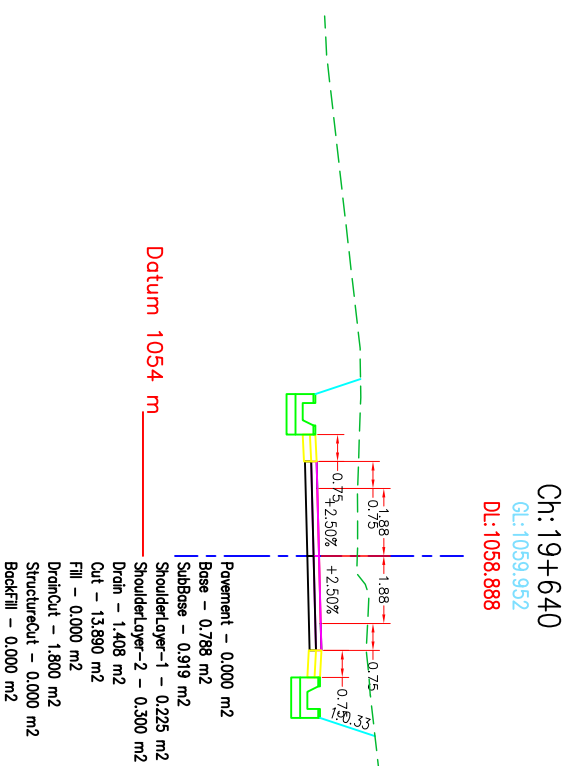 Ch: 19+640
GL:1059.952
DL:1058.888
1.88
1.88
0.75
0.75
0.75
0.75
+2.50%
+2.50%
Datum 1054 m
Pavement - 0.000 m2
Base - 0.788 m2
SubBase - 0.919 m2
ShoulderLayer-1 - 0.225 m2
ShoulderLayer-2 - 0.300 m2
Drain - 1.408 m2
Cut - 13.890 m2
Fill - 0.000 m2
DrainCut - 1.800 m2
StructureCut - 0.000 m2
BackFill - 0.000 m2